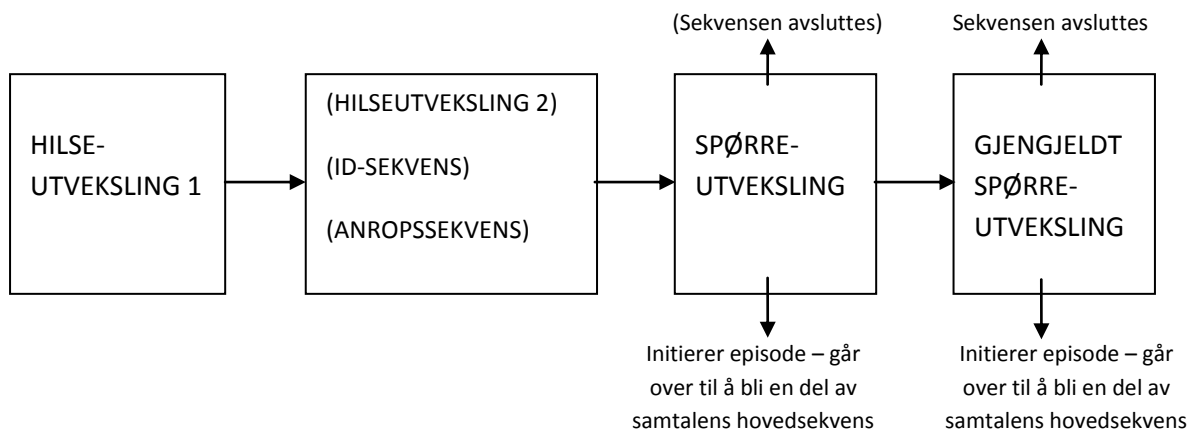 (Sekvensen avsluttes)
Sekvensen avsluttes
HILSE-
UTVEKSLING 1
(HILSEUTVEKSLING 2)
(ID-SEKVENS)
(ANROPSSEKVENS)
SPØRRE-
UTVEKSLING
GJENGJELDT
SPØRRE-
UTVEKSLING
Initierer episode – går
over til å bli en del av
samtalens hovedsekvens
Initierer episode – går
over til å bli en del av
samtalens hovedsekvens